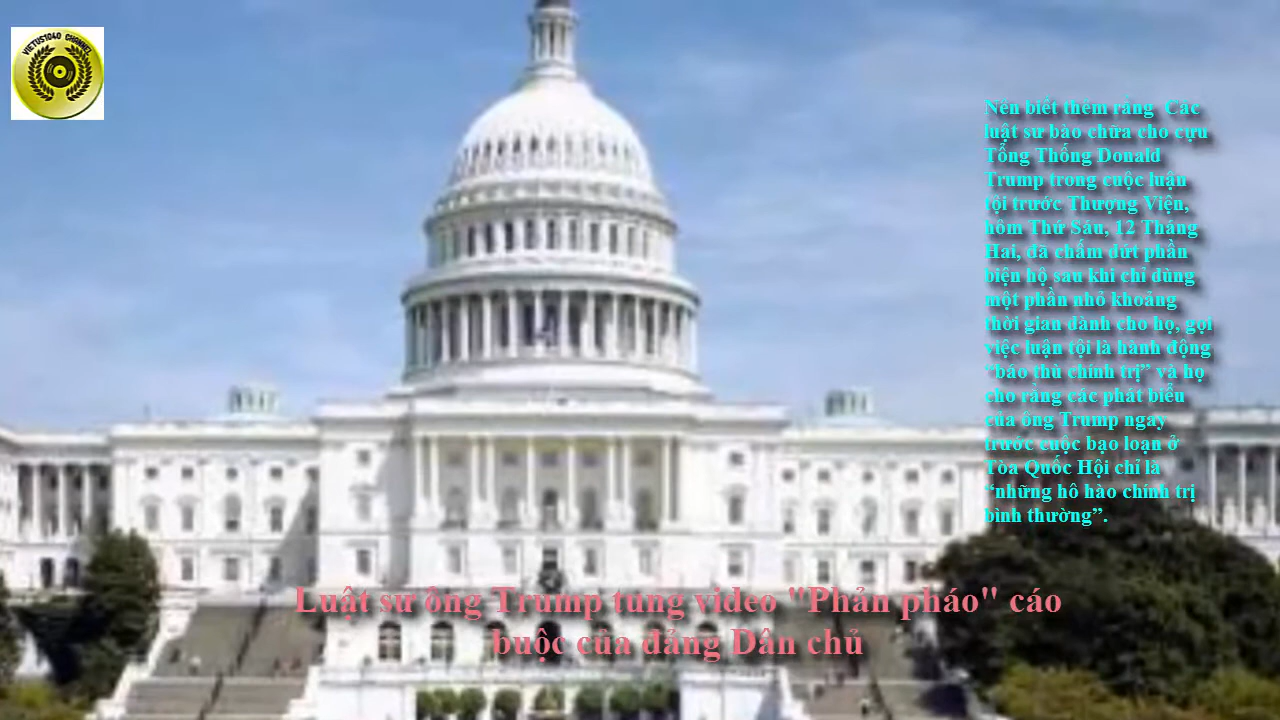 VIETUS1040 CHANNEL
Nên biết thêm rằng Các
luật sư bào chữa cho cựu
Tổng Thống Donald
Trump trong cuộc luận
tội trước Thượng Viện,
hôm Thứ Sáu, 12 Tháng
Hai, đã chấm dứt phần
biện hộ sau khi chỉ dùng
một phần nhỏ khoảng
thời gian dành cho họ, gọi
việc luận tội là hành động
“báo thù chính trị” và họ
cho rằng các phát biểu
của ông Trump ngay
trước cuộc bạo loạn ở
Tòa Quốc Hội chỉ là
“những hô hào chính trị
bình thường”.
Luật sư ông Trump tung video "Phản pháo" cáo
buộc của đảng Dân chủ